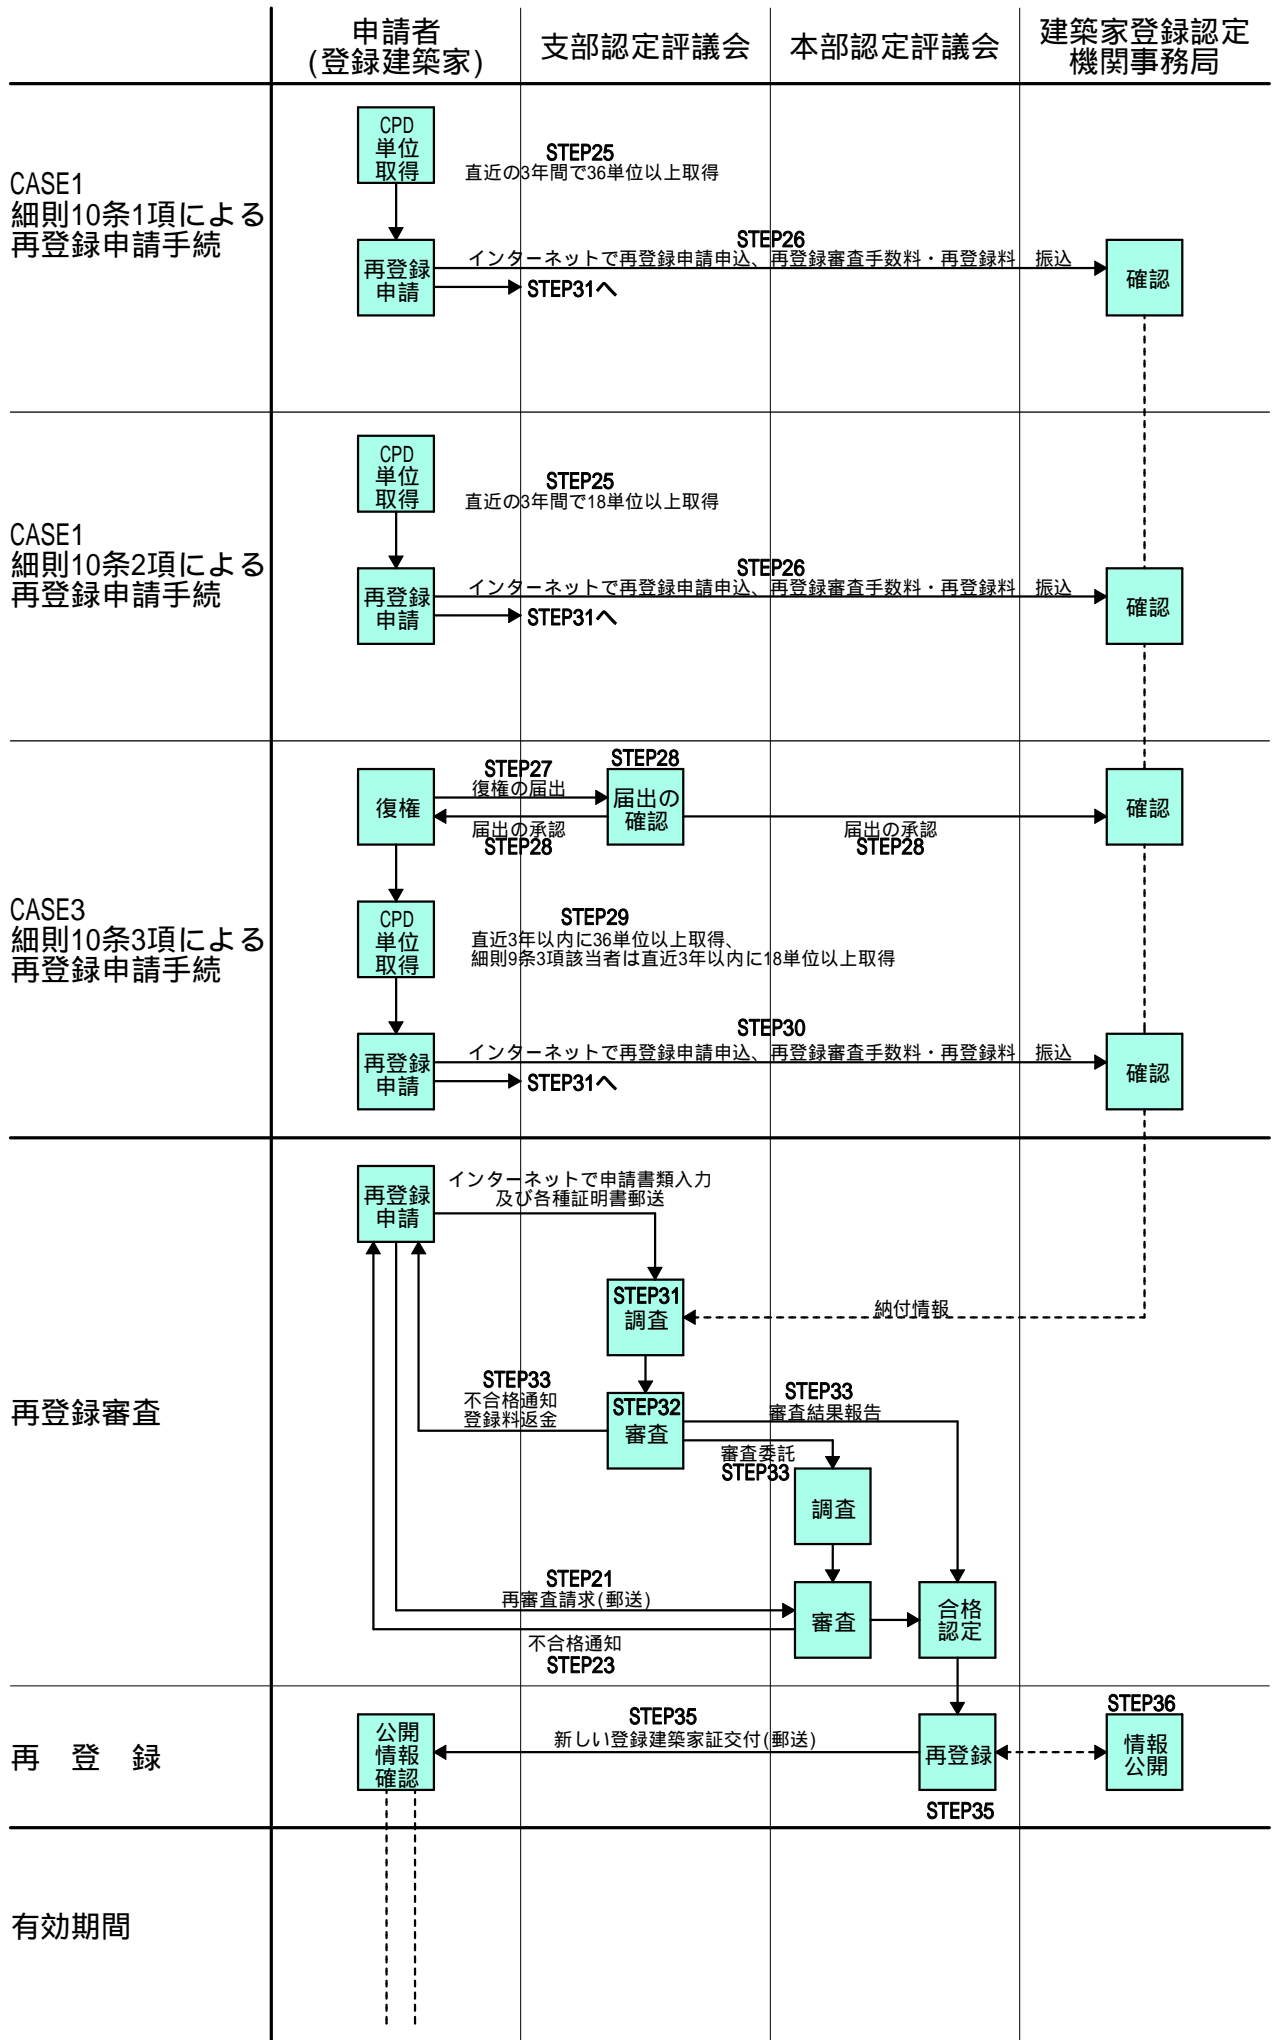 申請者
(登録建築家)
支部認定評議会
本部認定評議会
建築家登録認定
機関事務局
CASE1
細則10条1項による
再登録申請手続
CPD
単位
取得
STEP25
直近の3年間で36単位以上取得
再登録
申請
STEP26
インターネットで再登録申請申込、再登録審査手数料・再登録料　振込
STEP31へ
確認
CASE1
細則10条2項による
再登録申請手続
CPD
単位
取得
STEP25
直近の3年間で18単位以上取得
再登録
申請
STEP26
インターネットで再登録申請申込、再登録審査手数料・再登録料　振込
STEP31へ
確認
CASE3
細則10条3項による
再登録申請手続
復権
STEP27
復権の届出
届出の承認
STEP28
STEP28
届出の
確認
届出の承認
STEP28
確認
CPD
単位
取得
STEP29
直近3年以内に36単位以上取得、
細則9条3項該当者は直近3年以内に18単位以上取得
再登録
申請
STEP30
インターネットで再登録申請申込、再登録審査手数料・再登録料　振込
STEP31へ
確認
再登録審査
再登録
申請
インターネットで申請書類入力
及び各種証明書郵送
STEP31
調査
納付情報
STEP33
不合格通知
登録料返金
STEP32
審査
STEP33
審査結果報告
審査委託
STEP33
調査
STEP21
再審査請求(郵送)
審査
合格
認定
不合格通知
STEP23
再　登　録
公開
情報
確認
STEP35
新しい登録建築家証交付(郵送)
再登録
STEP35
STEP36
情報
公開
有効期間